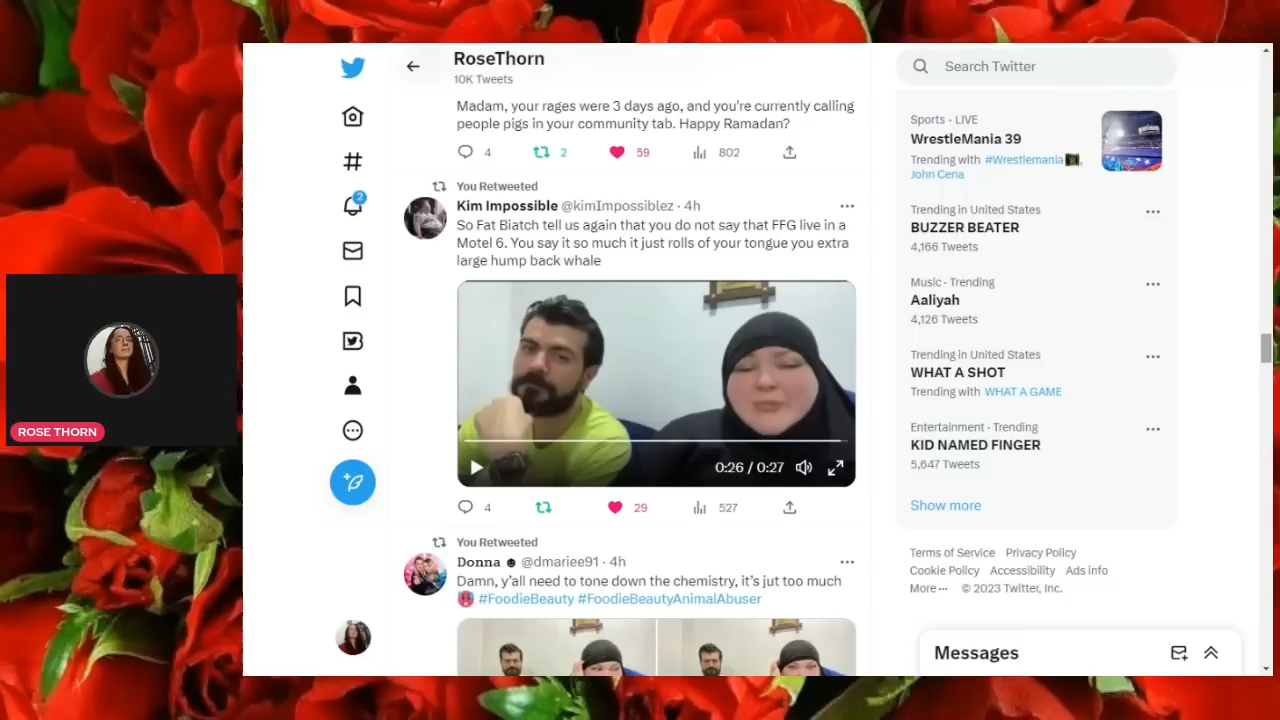 RoseThorn
10K Tweets
Madam, your rages were 3 days ago, and you're currently calling
people pigs in your community tab. Happy Ramadan?
4
2
59
802
You Retweeted
Kim Impossible @kimImpossiblez · 4h
So Fat Biatch tell us again that you do not say that FFG live in a
Motel 6. You say it so much it just rolls of your tongue you extra
large hump back whale
0:26 / 0:27
4
29
527
You Retweeted
Donna ☻ @dmariee91 · 4h
Damn, y'all need to tone down the chemistry, it's jut too much
#FoodieBeauty #FoodieBeautyAnimalAbuser
2
ROSE THORN
Search Twitter
Sports · LIVE
WrestleMania 39
Trending with #Wrestlemania,
John Cena
Trending in United States
BUZZER BEATER
4,166 Tweets
Music · Trending
Aaliyah
4,126 Tweets
Trending in United States
WHAT A SHOT
Trending with WHAT A GAME
Entertainment · Trending
KID NAMED FINGER
5,647 Tweets
Show more
Terms of Service Privacy Policy
Cookie Policy Accessibility Ads info
More ··· © 2023 Twitter, Inc.
Messages